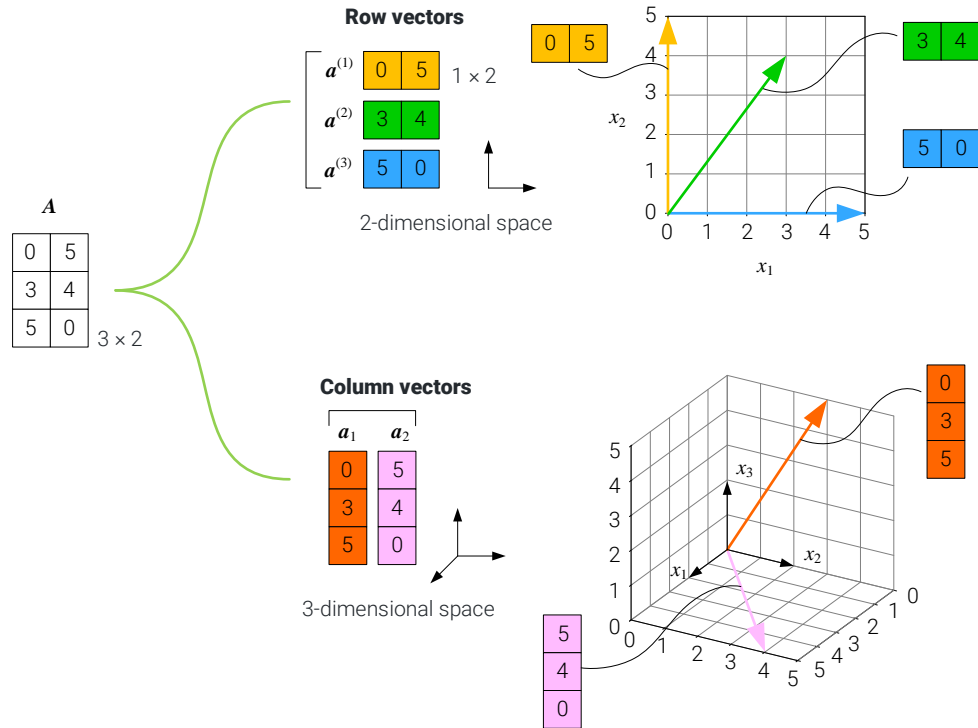 Row vectors
a(1) 0 5 1 × 2
a(2) 3 4
a(3) 5 0
2-dimensional space
0 5
3 4
5 0
5
4
3
x2
2
1
0
0 1 2 3 4 5
x1
A
0 5
3 4
5 0
3 × 2
Column vectors
a1 a2
0 5
3 4
5 0
3-dimensional space
0
3
5
5
4
3
2
1
0
x3
x2
x1
0 1 2 3 4 5
5 4 3 2 1 0
5
4
0